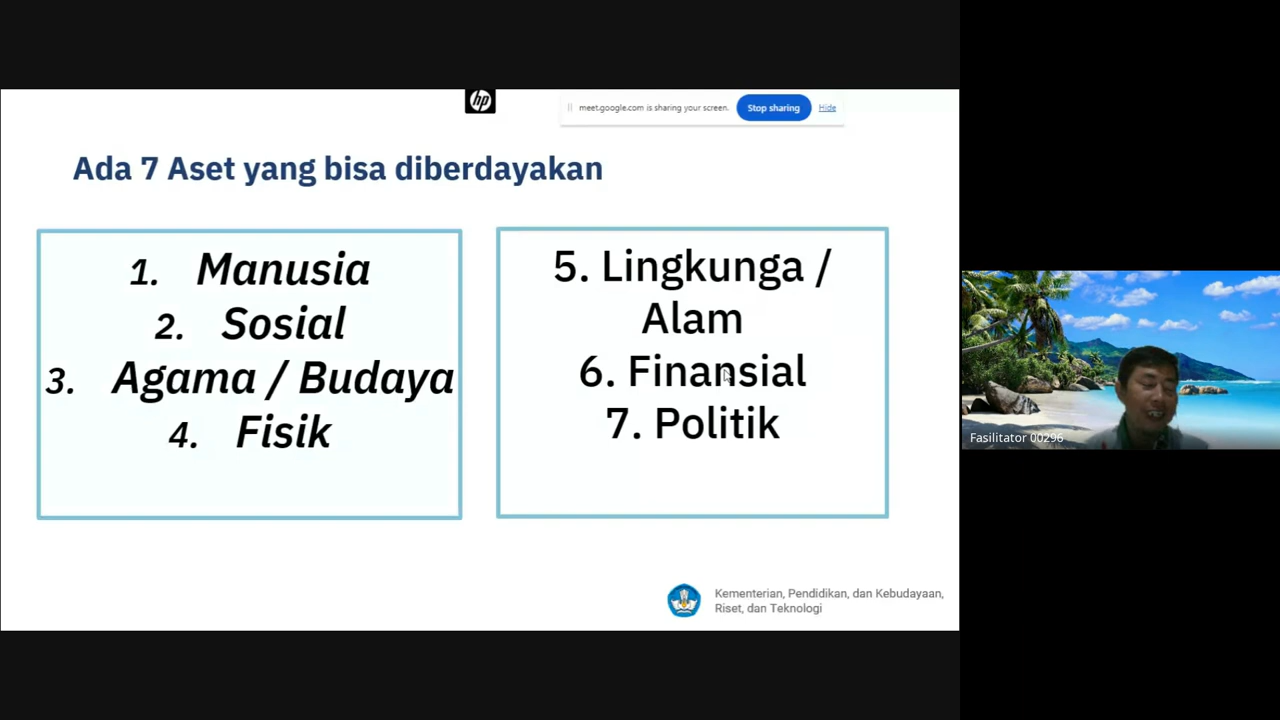 hp
meet.google.com is sharing your screen.
Stop sharing
Hide
Ada 7 Aset yang bisa diberdayakan
1. Manusia
2. Sosial
3. Agama / Budaya
4. Fisik
5. Lingkunga /
Alam
6. Finansial
7. Politik
Kementerian, Pendidikan, dan Kebudayaan,
Riset, dan Teknologi
Fasilitator 00296